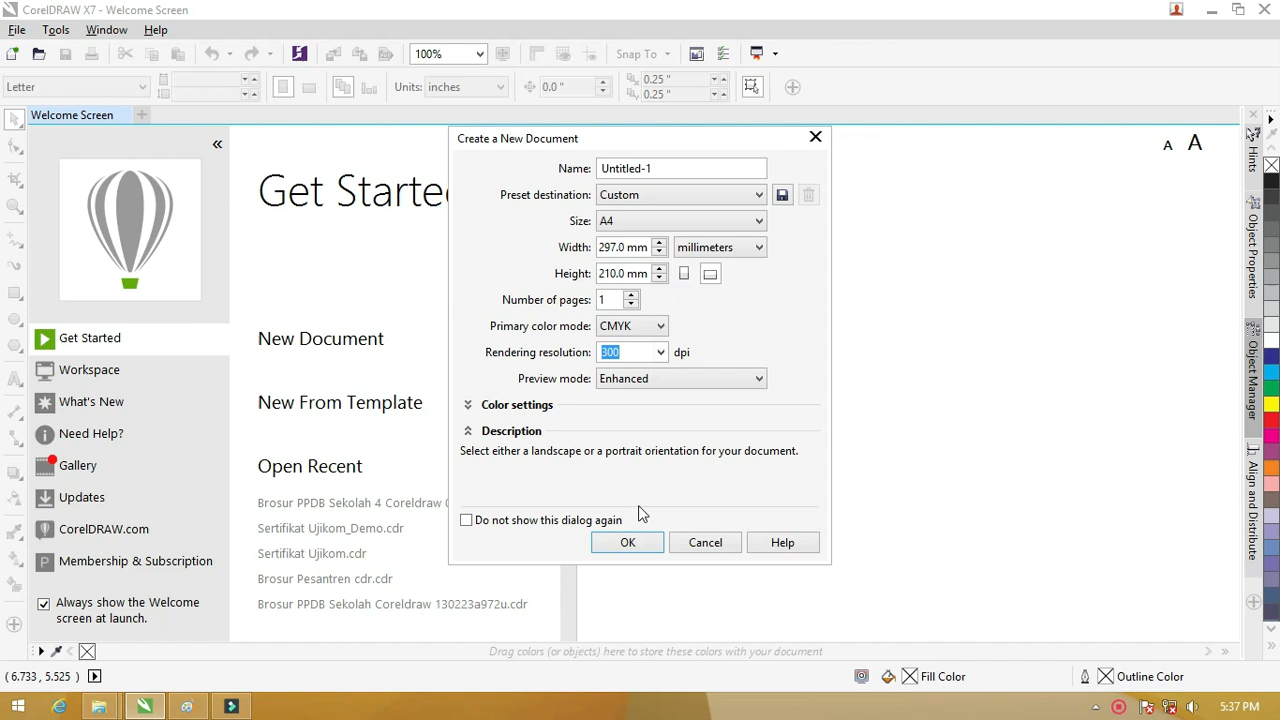 CorelDRAW X7 - Welcome Screen
File Tools Window Help
100% Snap To
Letter Units: inches 0.0 " 0.25 "
0.25 "
Welcome Screen
Create a New Document
Name: Untitled-1
Preset destination: Custom
Size: A4
Width: 297.0 mm millimeters
Height: 210.0 mm
Number of pages: 1
Primary color mode: CMYK
Rendering resolution: 300 dpi
Preview mode: Enhanced
Color settings
Description
Select either a landscape or a portrait orientation for your document.
Do not show this dialog again
OK Cancel Help
Get Started
Workspace
What's New
Need Help?
Gallery
Updates
CorelDRAW.com
Membership & Subscription
Always show the Welcome
screen at launch.
Get Starte
New Document
New From Template
Open Recent
Brosur PPDB Sekolah 4 Coreldraw
Sertifikat Ujikom_Demo.cdr
Sertifikat Ujikom.cdr
Brosur Pesantren cdr.cdr
Brosur PPDB Sekolah Coreldraw 130223a972u.cdr
A A
Hints
Object Properties
Object Manager
Align and Distribute
Drag colors (or objects) here to store these colors with your document
( 6.733 , 5.525 ) Fill Color Outline Color
5:37 PM